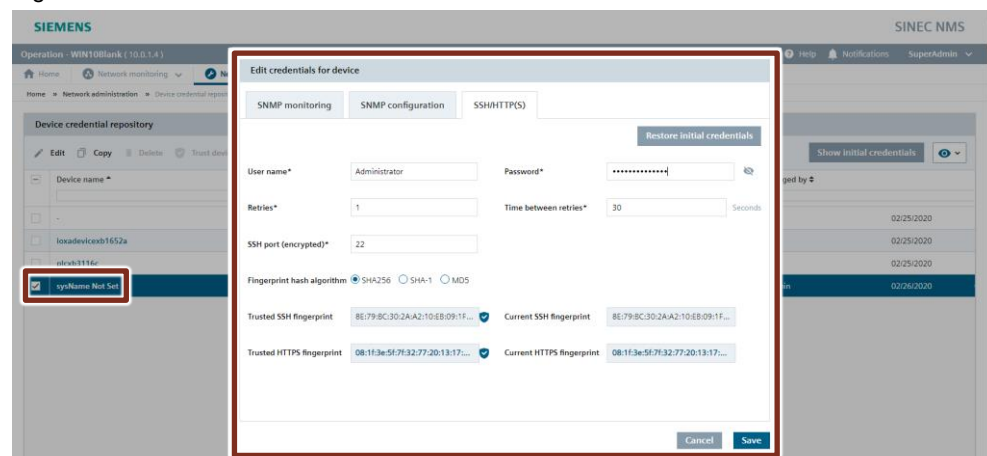 SIEMENS
SINEC NMS
Operation - WIN10Blank ( 10.0.1.4 )
Help Notifications SuperAdmin
Home Network monitoring
Home » Network administration » Device credential
Edit credentials for device
SNMP monitoring SNMP configuration SSH/HTTP(S)
Restore initial credentials
Device credential repository
Edit Copy Delete Trust
Show initial credentials
Device name
User name* Administrator Password* ••••••••••••••
Retries* 1 Time between retries* 30 Seconds
- 02/25/2020
loxadevicexb1652a 02/25/2020
SSH port (encrypted)* 22
02/25/2020
sysName Not Set 02/26/2020
Fingerprint hash algorithm SHA256 SHA-1 MD5
Trusted SSH fingerprint 8E:79:8C:30:2A:A2:10:EB:09:1F... Current SSH fingerprint 8E:79:8C:30:2A:A2:10:EB:09:1F...
Trusted HTTPS fingerprint 08:1f:3e:5f:7f:32:77:20:13:17:... Current HTTPS fingerprint 08:1f:3e:5f:7f:32:77:20:13:17:...
Cancel Save